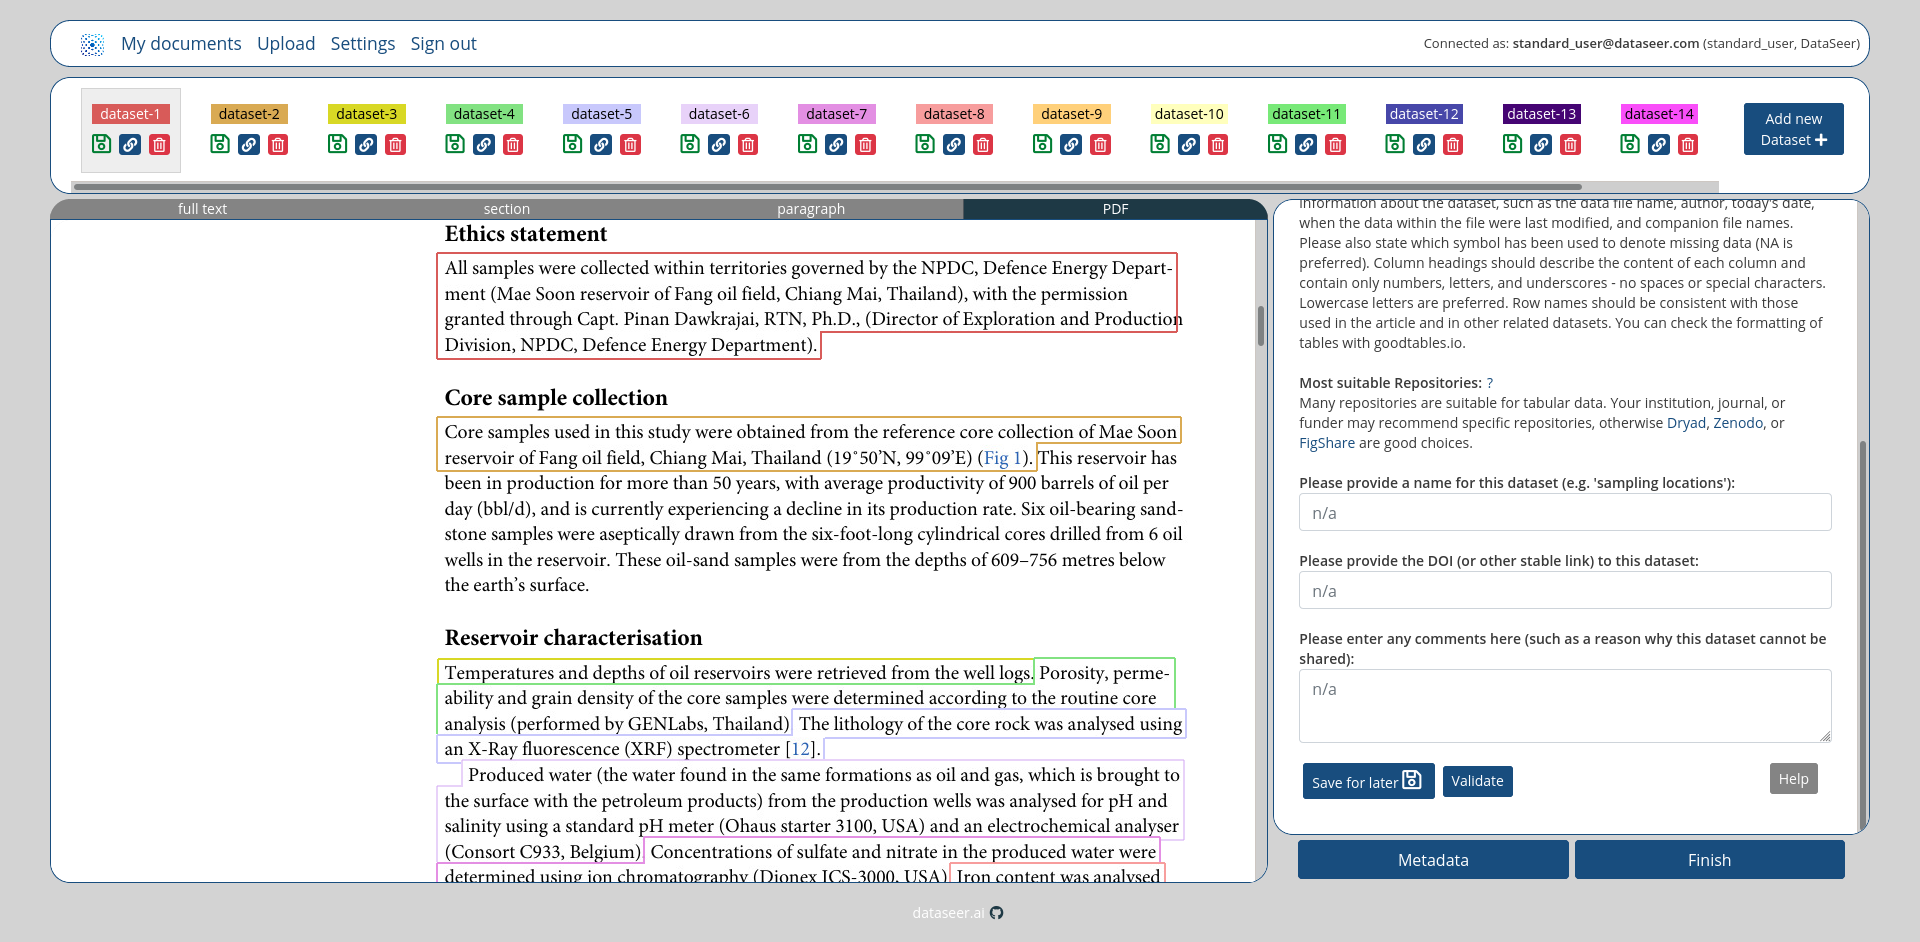 My documents Upload Settings Sign out
Connected as: standard_user@dataseer.com (standard_user, DataSeer)
dataset-1 dataset-2 dataset-3 dataset-4 dataset-5 dataset-6 dataset-7 dataset-8 dataset-9 dataset-10 dataset-11 dataset-12 dataset-13 dataset-14
Add new
Dataset
full text section paragraph PDF
Ethics statement
All samples were collected within territories governed by the NPDC, Defence Energy Depart-
ment (Mae Soon reservoir of Fang oil field, Chiang Mai, Thailand), with the permission
granted through Capt. Pinan Dawkrajai, RTN, Ph.D., (Director of Exploration and Production
Division, NPDC, Defence Energy Department).
Core sample collection
Core samples used in this study were obtained from the reference core collection of Mae Soon
reservoir of Fang oil field, Chiang Mai, Thailand (19˚50’N, 99˚09’E) (Fig 1). This reservoir has
been in production for more than 50 years, with average productivity of 900 barrels of oil per
day (bbl/d), and is currently experiencing a decline in its production rate. Six oil-bearing sand-
stone samples were aseptically drawn from the six-foot-long cylindrical cores drilled from 6 oil
wells in the reservoir. These oil-sand samples were from the depths of 609–756 metres below
the earth’s surface.
Reservoir characterisation
Temperatures and depths of oil reservoirs were retrieved from the well logs. Porosity, perme-
ability and grain density of the core samples were determined according to the routine core
analysis (performed by GENLabs, Thailand) The lithology of the core rock was analysed using
an X-Ray fluorescence (XRF) spectrometer [12].
Produced water (the water found in the same formations as oil and gas, which is brought to
the surface with the petroleum products) from the production wells was analysed for pH and
salinity using a standard pH meter (Ohaus starter 3100, USA) and an electrochemical analyser
(Consort C933, Belgium) Concentrations of sulfate and nitrate in the produced water were
determined using ion chromatography (Dionex ICS-3000, USA) Iron content was analysed
information about the dataset, such as the data file name, author, today's date,
when the data within the file were last modified, and companion file names.
Please also state which symbol has been used to denote missing data (NA is
preferred). Column headings should describe the content of each column and
contain only numbers, letters, and underscores - no spaces or special characters.
Lowercase letters are preferred. Row names should be consistent with those
used in the article and in other related datasets. You can check the formatting of
tables with goodtables.io.
Most suitable Repositories: ?
Many repositories are suitable for tabular data. Your institution, journal, or
funder may recommend specific repositories, otherwise Dryad, Zenodo, or
FigShare are good choices.
Please provide a name for this dataset (e.g. 'sampling locations'):
n/a
Please provide the DOI (or other stable link) to this dataset:
n/a
Please enter any comments here (such as a reason why this dataset cannot be
shared):
n/a
Save for later Validate Help
Metadata Finish
dataseer.ai